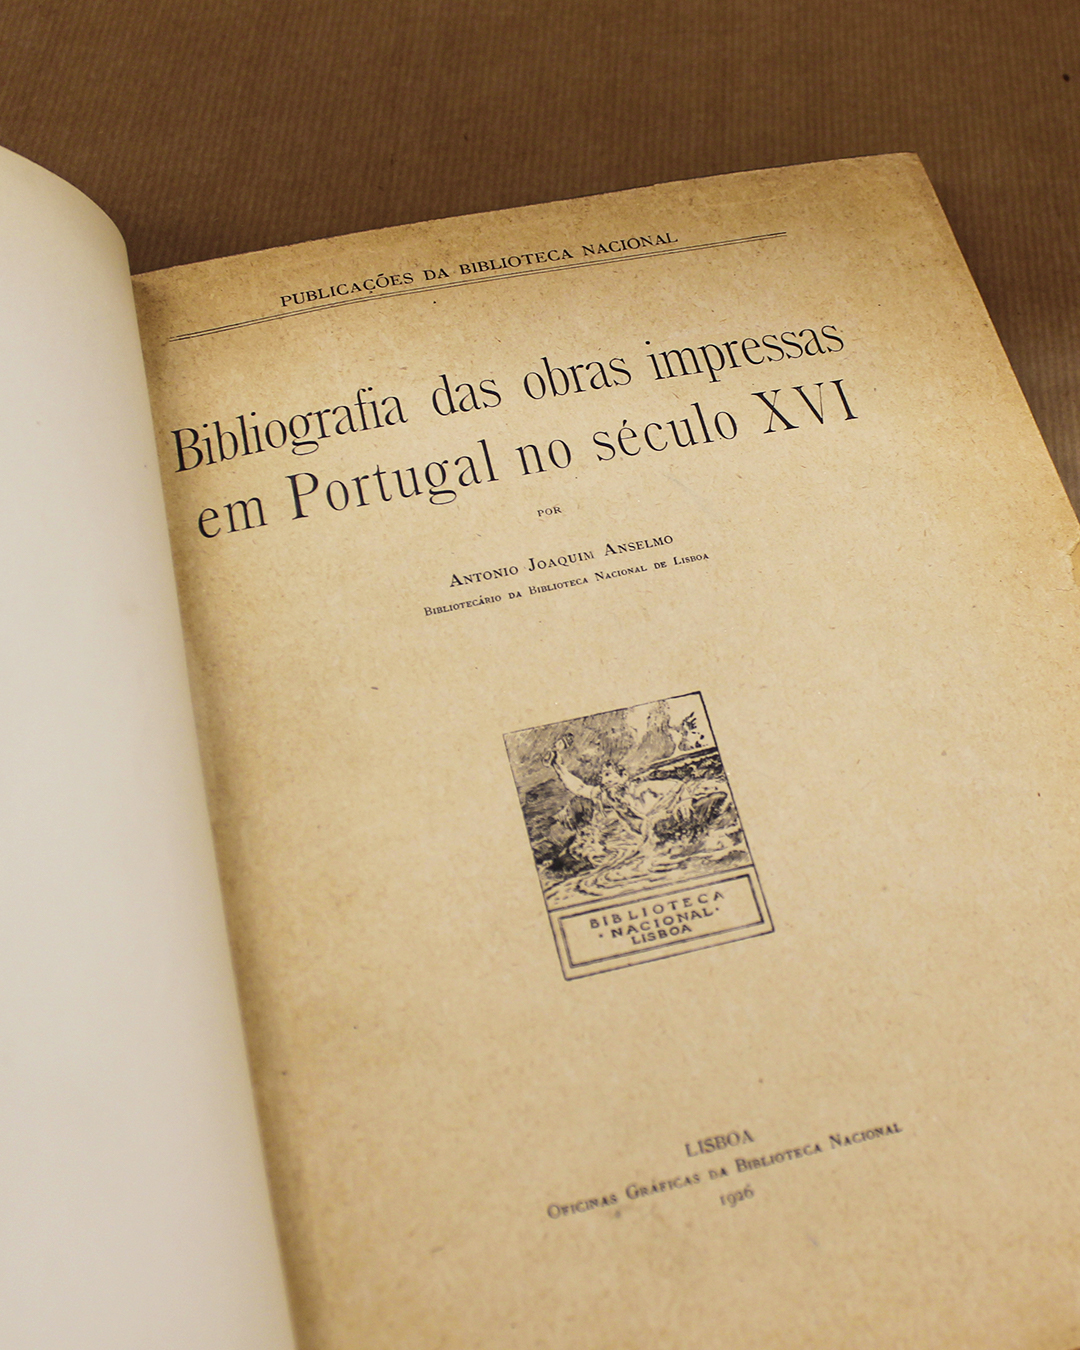 PUBLICAÇÕES DA BIBLIOTECA NACIONAL
Bibliografia das obras impressas
em Portugal no século XVI
POR
ANTONIO JOAQUIM ANSELMO
BIBLIOTECÁRIO DA BIBLIOTECA NACIONAL DE LISBOA
BIBLIOTECA
· NACIONAL ·
LISBOA
LISBOA
OFICINAS GRÁFICAS DA BIBLIOTECA NACIONAL
1926